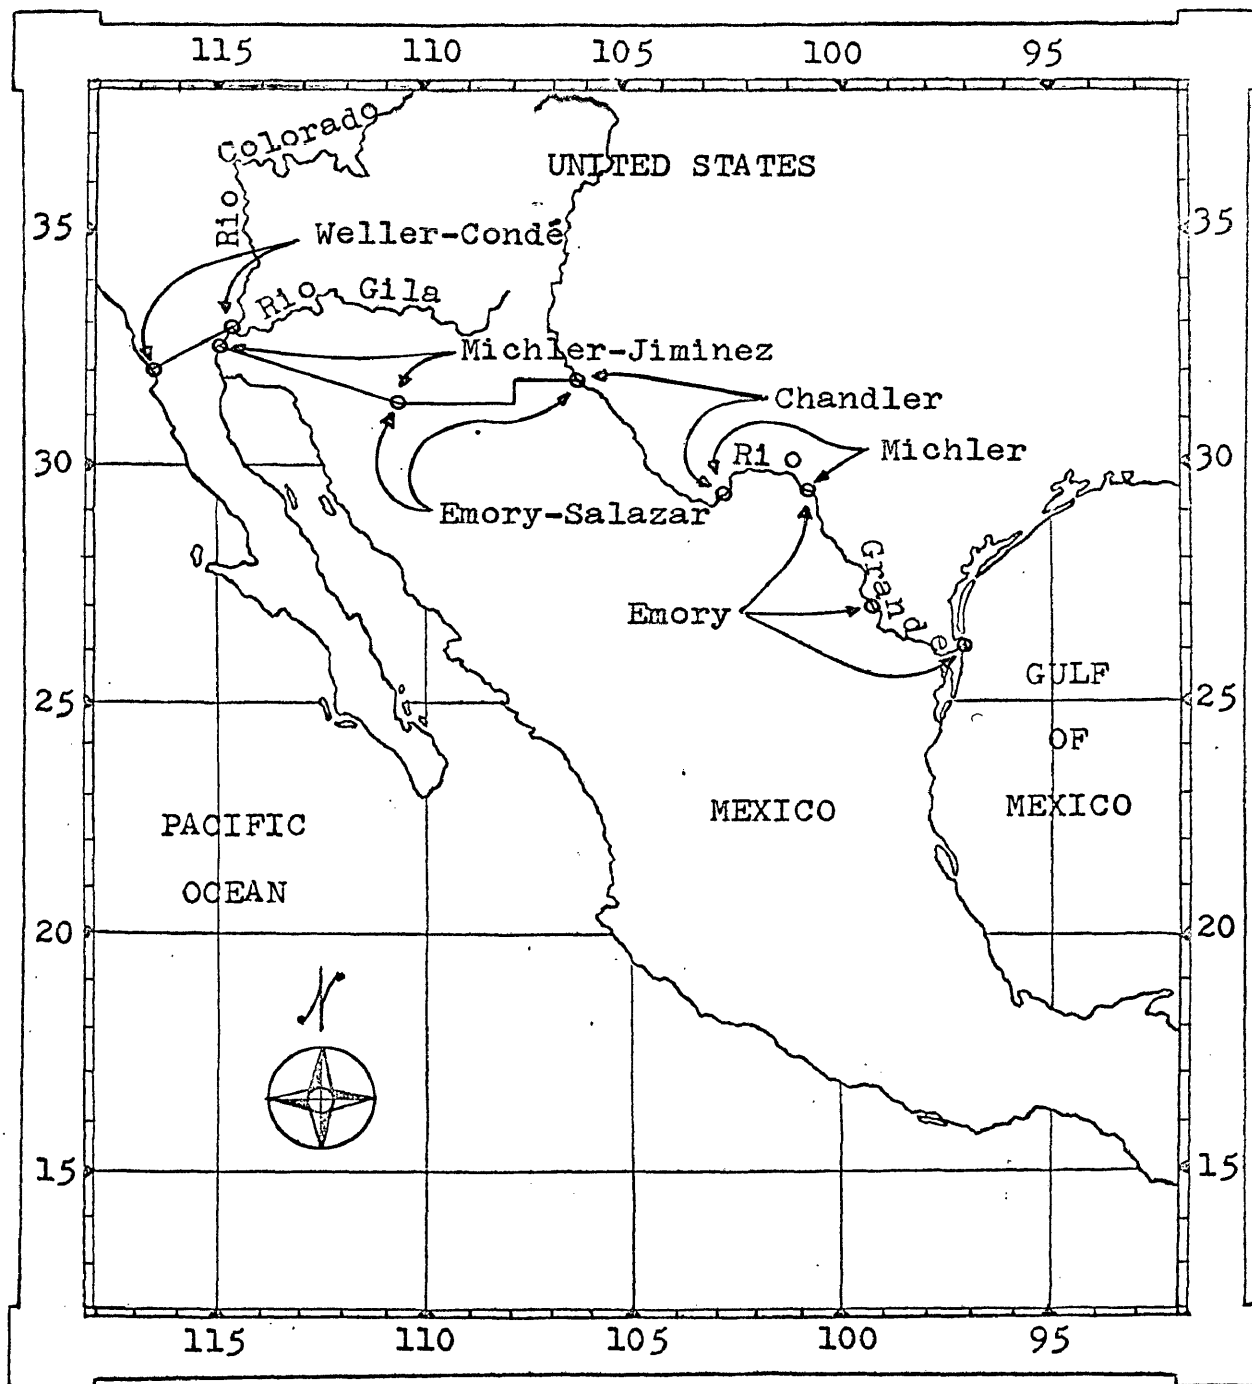 115 110 105 100 95
Rio Colorado
UNITED STATES
35 35
Weller-Condé
Rio Gila
Michler-Jiminez
Chandler
Michler
30 30
Rio Grande
Emory-Salazar
Emory
GULF
OF
MEXICO
25 25
MEXICO
PACIFIC
OCEAN
20 20
N
15 15
115 110 105 100 95